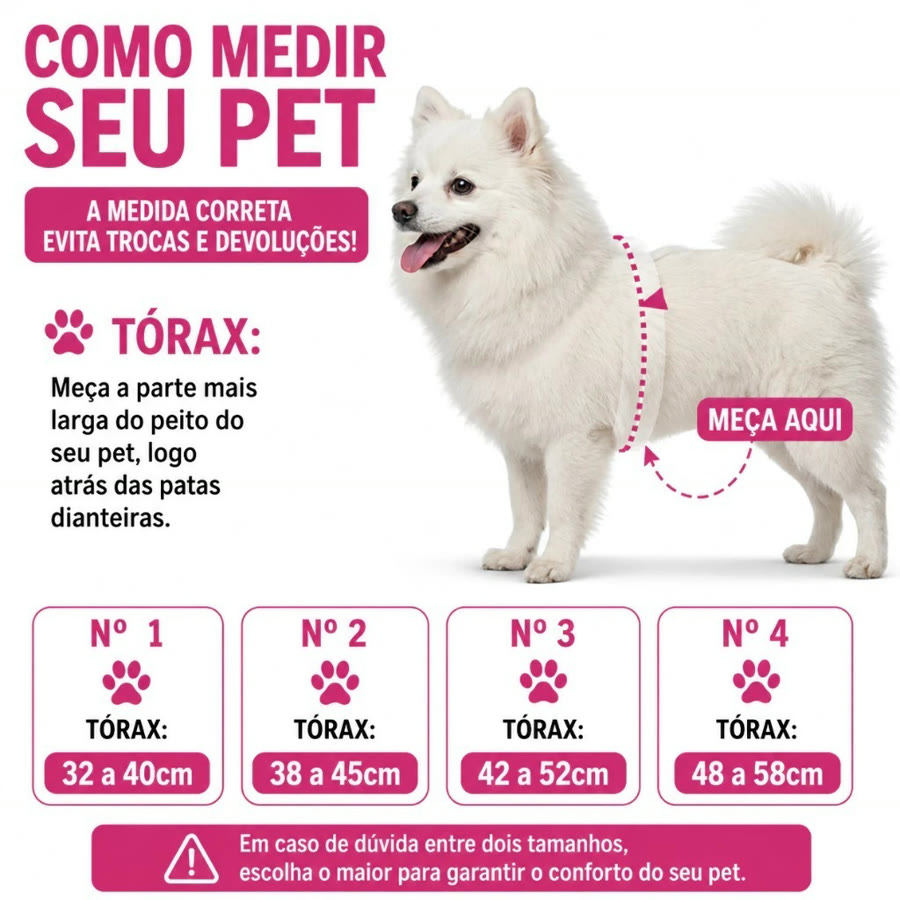 COMO MEDIR
SEU PET
A MEDIDA CORRETA
EVITA TROCAS E DEVOLUÇÕES!
TÓRAX:
Meça a parte mais
larga do peito do
seu pet, logo
atrás das patas
dianteiras.
MEÇA AQUI
Nº 1
TÓRAX:
32 a 40cm
Nº 2
TÓRAX:
38 a 45cm
Nº 3
TÓRAX:
42 a 52cm
Nº 4
TÓRAX:
48 a 58cm
Em caso de dúvida entre dois tamanhos,
escolha o maior para garantir o conforto do seu pet.